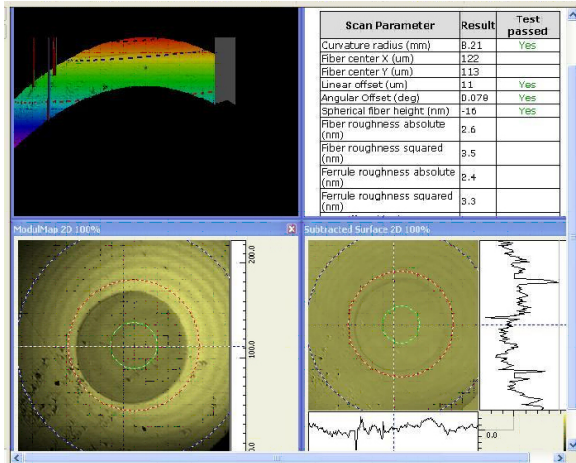 Scan Parameter Result Test passed
Curvature radius (mm) 8.21 Yes
Fiber center X (um) 122
Fiber center Y (um) 113
Linear offset (um) 11 Yes
Angular Offset (deg) 0.078 Yes
Spherical fiber height (nm) -16 Yes
Fiber roughness absolute (nm) 2.6
Fiber roughness squared (nm) 3.5
Ferrule roughness absolute (nm) 2.4
Ferrule roughness squared (nm) 3.3
ModulMap 2D 100%
Subtracted Surface 2D 100%
200.0
100.0
0.0
0.0